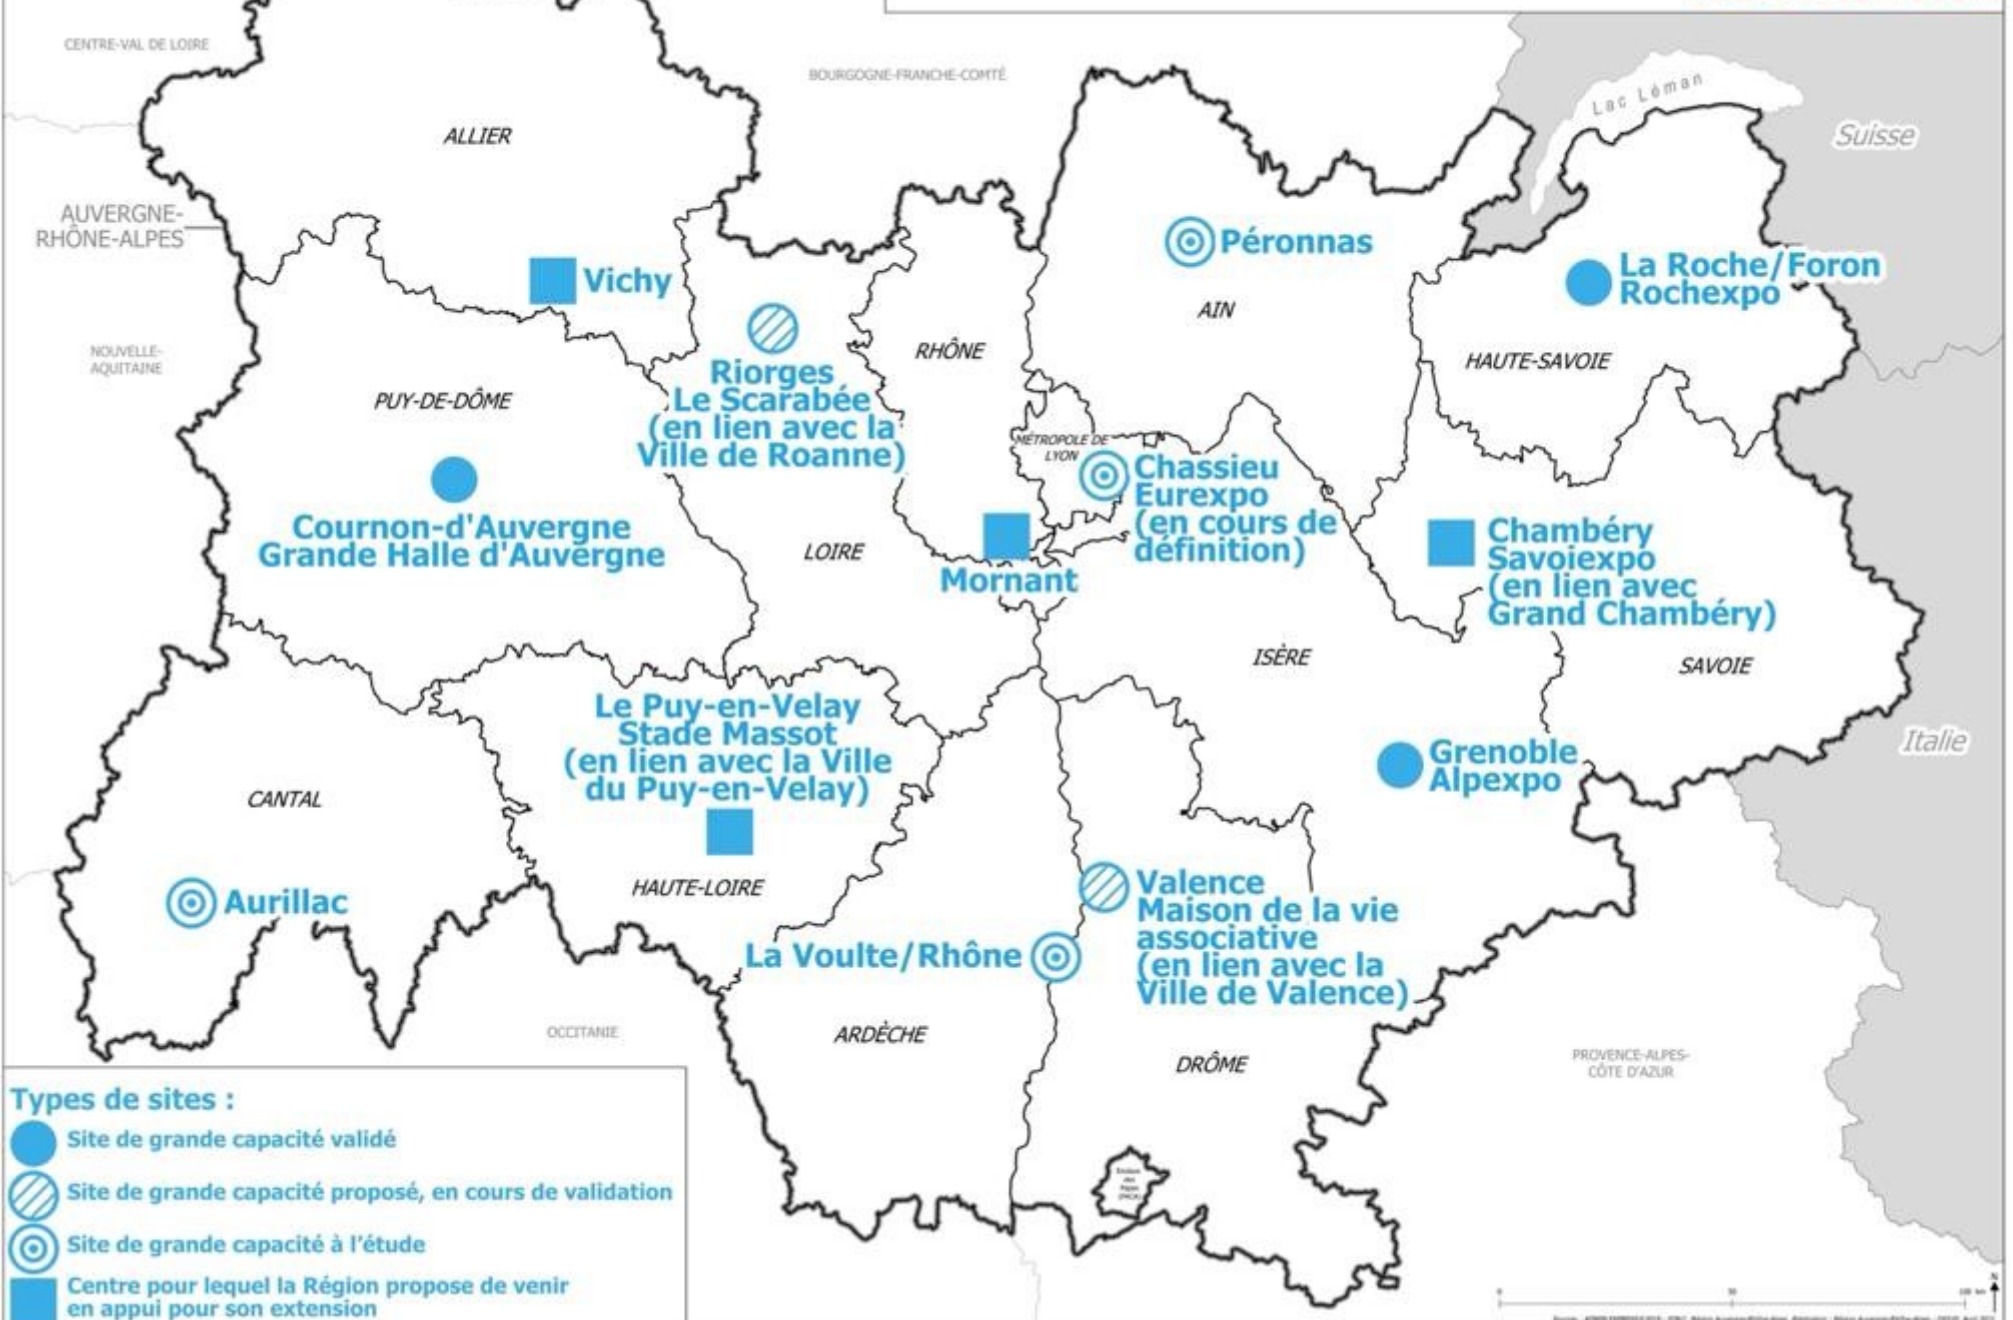 CENTRE-VAL DE LOIRE
BOURGOGNE-FRANCHE-COMTÉ
Lac Léman
Suisse
ALLIER
AUVERGNE-
RHÔNE-ALPES
Péronnas
La Roche/Foron
Rochexpo
Vichy
AIN
NOUVELLE-
AQUITAINE
RHÔNE
HAUTE-SAVOIE
PUY-DE-DÔME
Riorges
Le Scarabée
(en lien avec la
Ville de Roanne)
MÉTROPOLE DE
LYON
Chassieu
Eurexpo
(en cours de
définition)
Cournon-d'Auvergne
Grande Halle d'Auvergne
LOIRE
Mornant
Chambéry
Savoiexpo
(en lien avec
Grand Chambéry)
ISÈRE
SAVOIE
Le Puy-en-Velay
Stade Massot
(en lien avec la Ville
du Puy-en-Velay)
Grenoble
Alpexpo
Italie
CANTAL
HAUTE-LOIRE
Aurillac
Valence
Maison de la vie
associative
(en lien avec la
Ville de Valence)
La Voulte/Rhône
OCCITANIE
ARDÈCHE
DRÔME
PROVENCE-ALPES-
CÔTE D'AZUR
Types de sites :
Site de grande capacité validé
Site de grande capacité proposé, en cours de validation
Site de grande capacité à l'étude
Centre pour lequel la Région propose de venir
en appui pour son extension